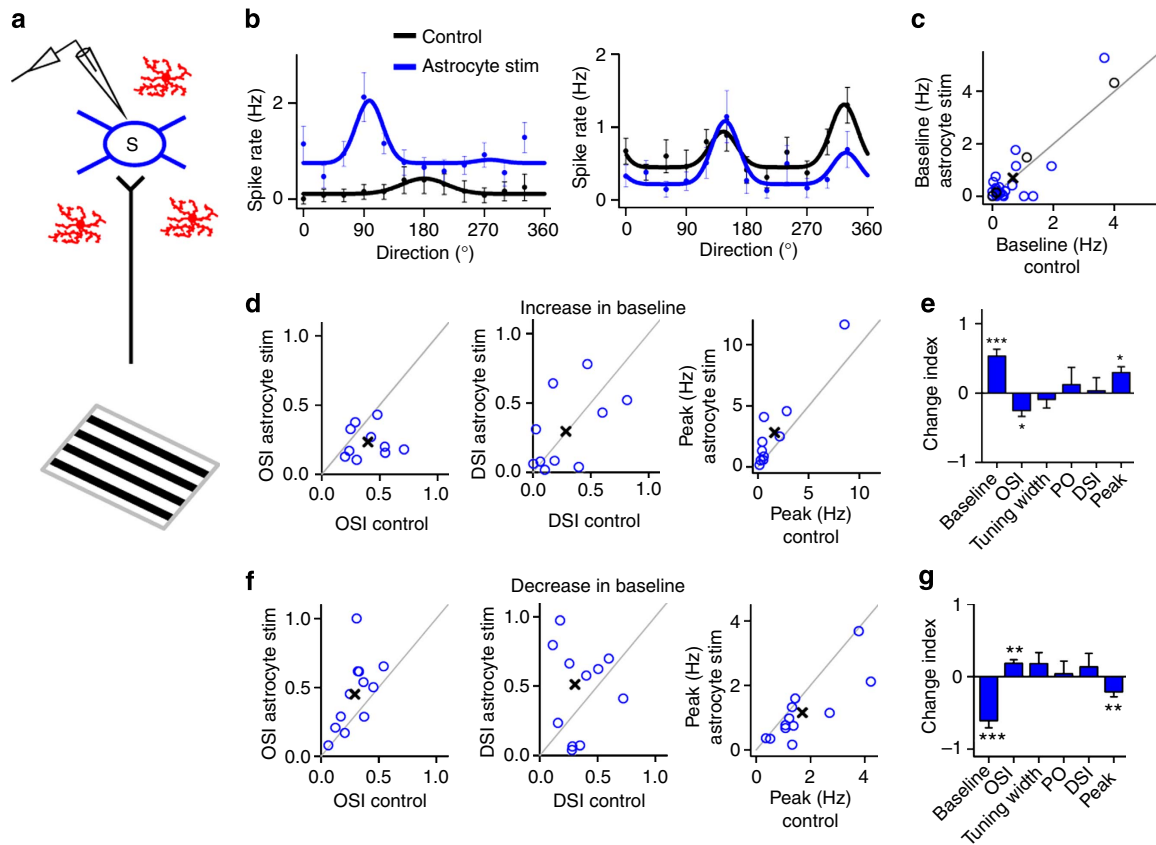 a
S
b
Control
Astrocyte stim
Spike rate (Hz)
2
0
0 90 180 270 360
Direction (°)
Spike rate (Hz)
2
1
0
0 90 180 270 360
Direction (°)
c
Baseline (Hz)
astrocyte stim
4
2
0
0 2 4
Baseline (Hz)
control
d
Increase in baseline
OSI astrocyte stim
1.0
0.5
0.0
0.0 0.5 1.0
OSI control
DSI astrocyte stim
1.0
0.5
0.0
0.0 0.5 1.0
DSI control
Peak (Hz)
astrocyte stim
10
5
0
0 5 10
Peak (Hz)
control
e
Change index
1
0
−1
***
*
*
Baseline
OSI
Tuning width
PO
DSI
Peak
f
Decrease in baseline
OSI astrocyte stim
1.0
0.5
0.0
0.0 0.5 1.0
OSI control
DSI astrocyte stim
1.0
0.5
0.0
0.0 0.5 1.0
DSI control
Peak (Hz)
astrocyte stim
4
2
0
0 2 4
Peak (Hz)
control
g
Change index
1
0
−1
***
**
**
Baseline
OSI
Tuning width
PO
DSI
Peak